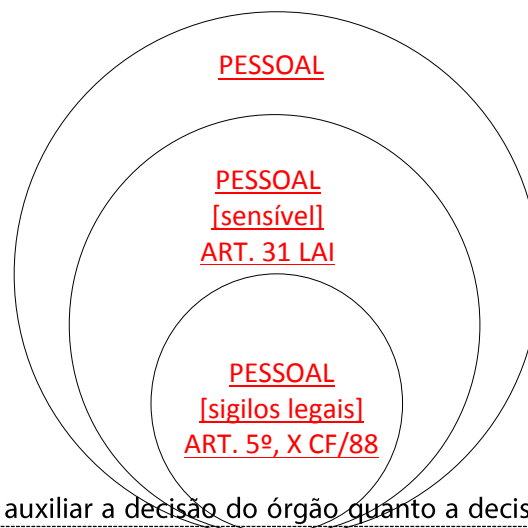 PESSOAL
PESSOAL
[sensível]
ART. 31 LAI
PESSOAL
[sigilos legais]
ART. 5º, X CF/88
auxiliar a decisão do órgão quanto a decis